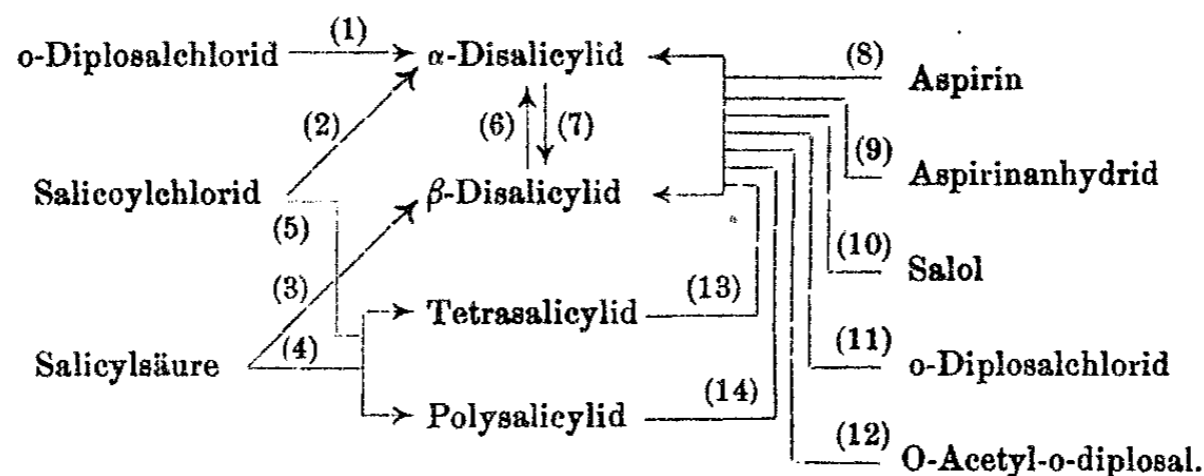 o-Diplosalchlorid (1) α-Disalicylid (8) Aspirin
(2) (6) (7)
(9)
Salicoylchlorid β-Disalicylid Aspirinanhydrid
(5)
(10)
(3) Tetrasalicylid (13) Salol
(4) (11)
Salicylsäure o-Diplosalchlorid
(14)
Polysalicylid (12)
O-Acetyl-o-diplosal.